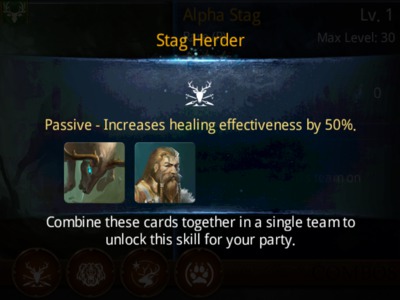 Alpha Stag
Lv. 1
Stag Herder
Max Level: 30
0
Passive - Increases healing effectiveness by 50%.
Combine these cards together in a single team to
unlock this skill for your party.